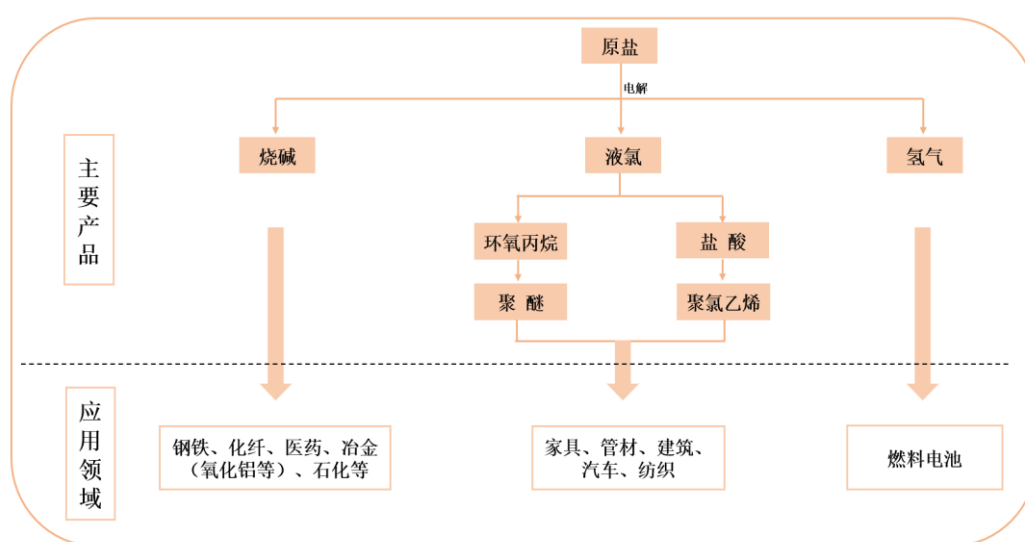 原盐
电解
主要产品
烧碱
液氯
氢气
环氧丙烷
盐 酸
聚 醚
聚氯乙烯
应用领域
钢铁、化纤、医药、冶金
（氧化铝等）、石化等
家具、管材、建筑、
汽车、纺织
燃料电池